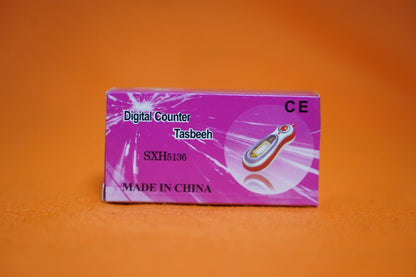 CE
Digital Counter
Tasbeeh
SXH5136
MADE IN CHINA